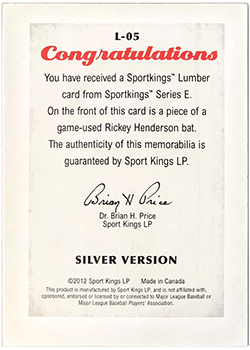 L-05
Congratulations
You have received a Sportkings™ Lumber
card from Sportkings™ Series E.
On the front of this card is a piece of a
game-used Rickey Henderson bat.
The authenticity of this memorabilia is
guaranteed by Sport Kings LP.
Brian H Price
Dr. Brian H. Price
Sport Kings LP
SILVER VERSION
©2012 Sport Kings LP Made in Canada
This product is manufactured by Sport Kings LP, and is not affiliated with,
sponsored, endorsed or licensed by or connected to Major League Baseball or
Major League Baseball Players' Association.